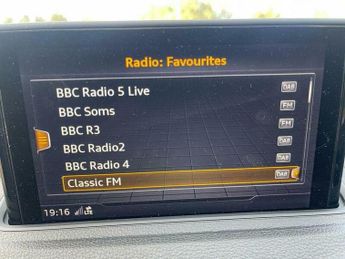 Radio: Favourites
BBC Radio 5 Live DAB
BBC Soms FM
BBC R3 FM
BBC Radio2 DAB
BBC Radio 4 DAB
Classic FM DAB
19:16 LTE